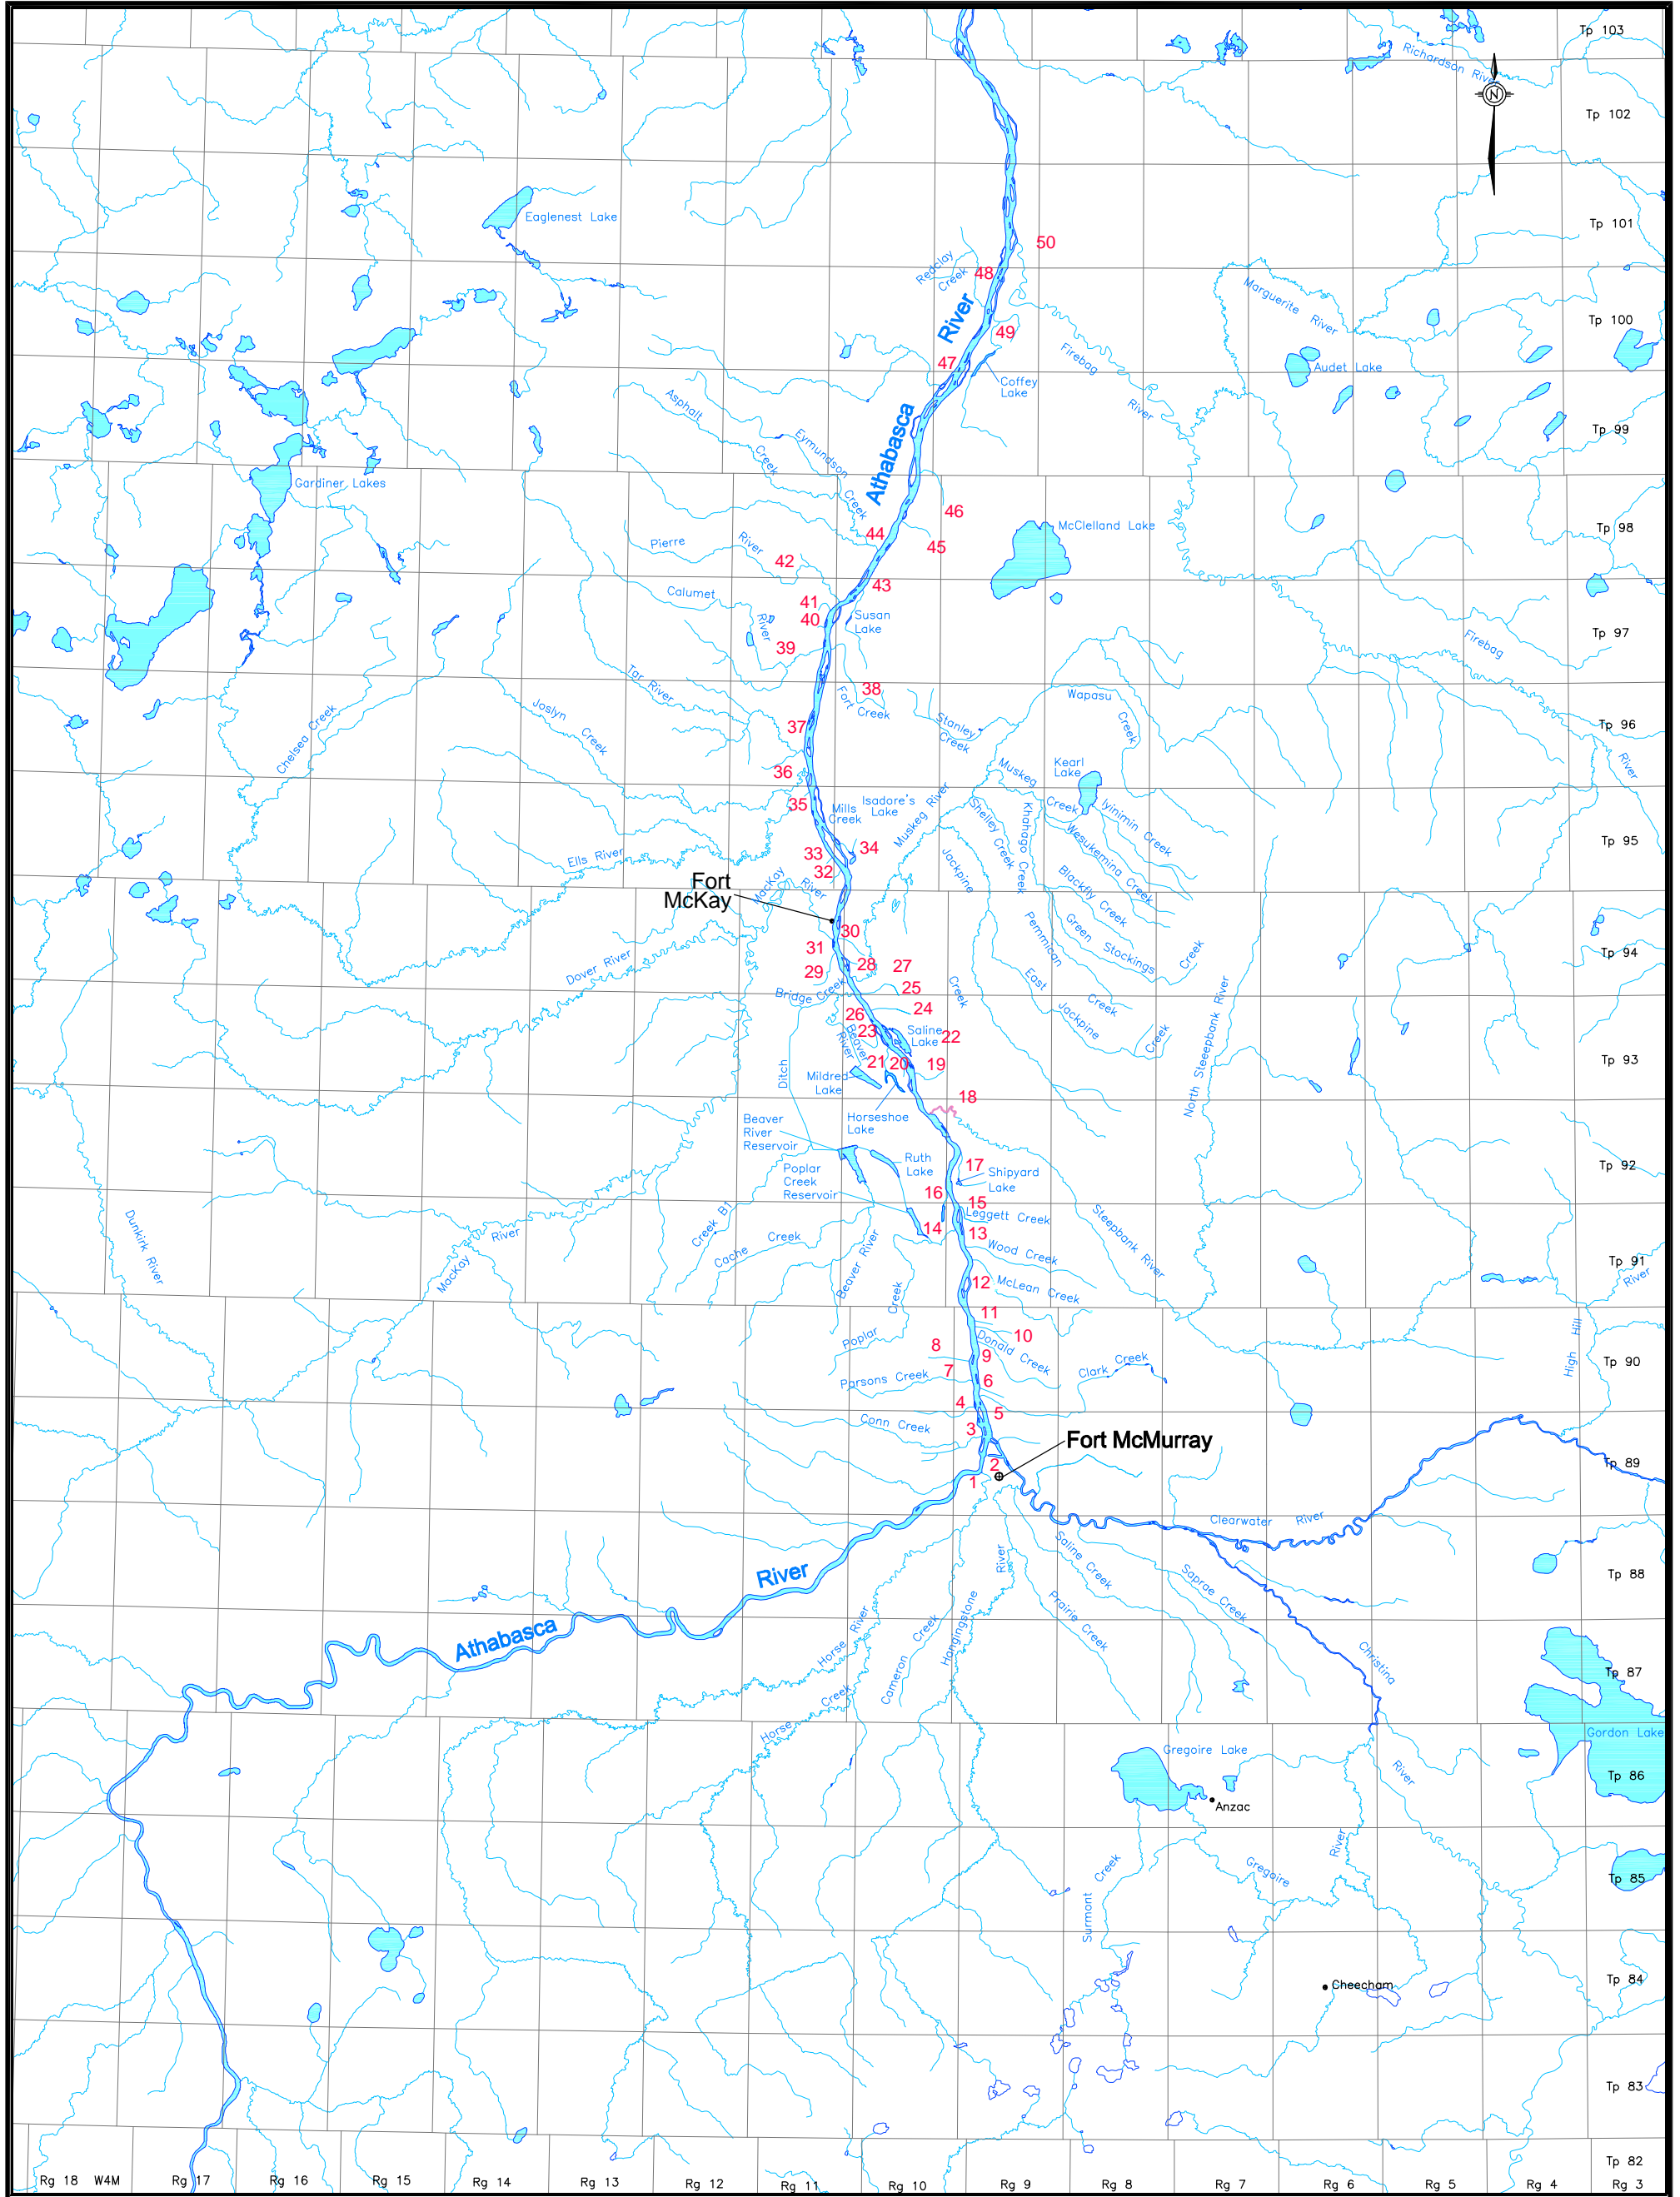 Tp 103
Richardson River
N
Tp 102
Eaglenest Lake
Tp 101
50
Redclay
Creek
48
Marguerite River
River
49
Tp 100
47
Firebag
River
Audet Lake
Coffey
Lake
Asphalt
Creek
Eymundson
Creek
Athabasca
Tp 99
Gardiner Lakes
46
McClelland Lake
Tp 98
44
45
Pierre
River
42
43
Calumet
River
41
40
Susan
Lake
Firebag
River
Tp 97
39
38
Tar River
Fort Creek
Wapasu
Creek
Joslyn
Creek
Chelsea Creek
Stanley
Creek
37
Tp 96
36
Muskeg
Creek
Kearl
Lake
35
Mills
Creek
Isadore's
Lake
Muskeg River
Shelley Creek
Khahago Creek
Iyinimin Creek
Wesukemina Creek
Tp 95
Ells River
33
34
32
Jackpine
Creek
Blackfly Creek
Fort
McKay
MacKay
River
Green Stockings
Creek
Pemmican
Creek
30
31
Tp 94
Dover River
29
28
27
25
East
Jackpine
Creek
Bridge Creek
24
26
23
Beaver
River
Saline
Lake
22
North Steeepbank River
Tp 93
21
20
19
Ditch
Mildred
Lake
18
Horseshoe
Lake
Beaver
River
Reservoir
Ruth
Lake
17
Shipyard
Lake
Tp 92
Poplar
Creek
Reservoir
16
15
Leggett Creek
14
13
Steepbank River
Dunkirk River
MacKay
River
Creek B1
Cache
Creek
Beaver River
Wood Creek
Tp 91
River
12
McLean Creek
Creek
11
10
Poplar
8
Donald Creek
High Hill
9
Clark Creek
Tp 90
7
Parsons Creek
6
4
5
Conn Creek
3
Fort McMurray
2
1
Tp 89
Clearwater River
River
Saline Creek
Saprae Creek
River
Tp 88
Prairie Creek
Athabasca
Horse River
Cameron Creek
Hangingstone
Christina
River
Tp 87
Horse
Creek
Gordon Lake
Gregoire Lake
Tp 86
Anzac
Surmont
Creek
Gregoire
River
Tp 85
Cheecham
Tp 84
Tp 83
Tp 82
Rg 18 W4M Rg 17 Rg 16 Rg 15 Rg 14 Rg 13 Rg 12 Rg 11 Rg 10 Rg 9 Rg 8 Rg 7 Rg 6 Rg 5 Rg 4 Rg 3